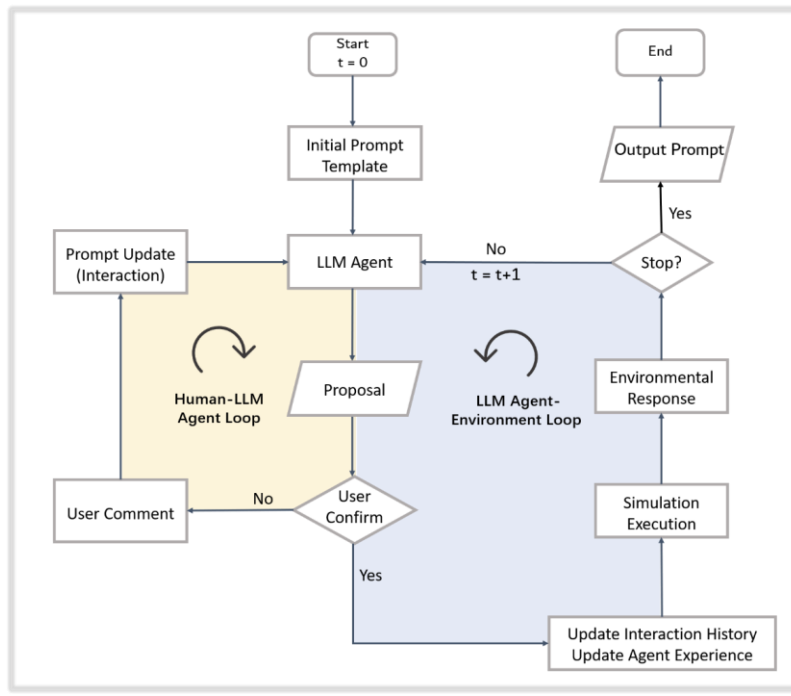 Start
t = 0
Initial Prompt
Template
LLM Agent
Prompt Update
(Interaction)
Human-LLM
Agent Loop
Proposal
User
Confirm
No
User Comment
Yes
Update Interaction History
Update Agent Experience
Simulation
Execution
Environmental
Response
LLM Agent-
Environment Loop
Stop?
No
t = t+1
Yes
Output Prompt
End